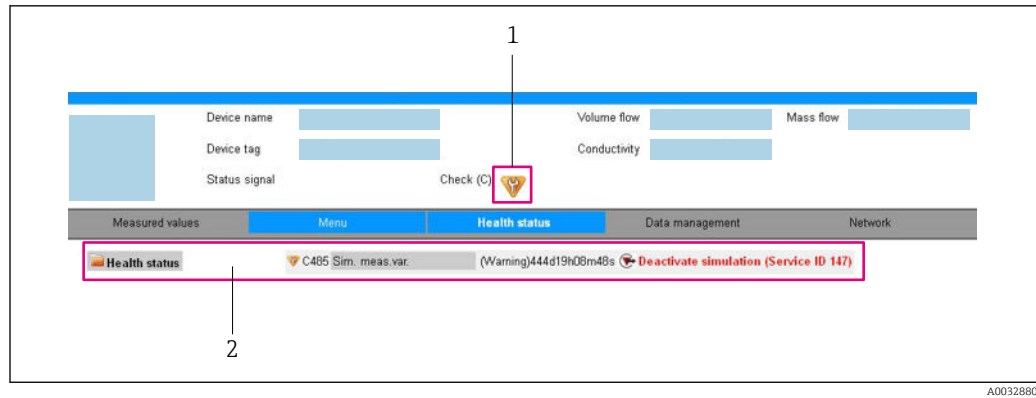 1
Device name Volume flow Mass flow
Device tag Conductivity
Status signal Check (C)
Measured values Menu Health status Data management Network
Health status C485 Sim. meas.var. (Warning)444d19h08m48s Deactivate simulation (Service ID 147)
2
A0032880